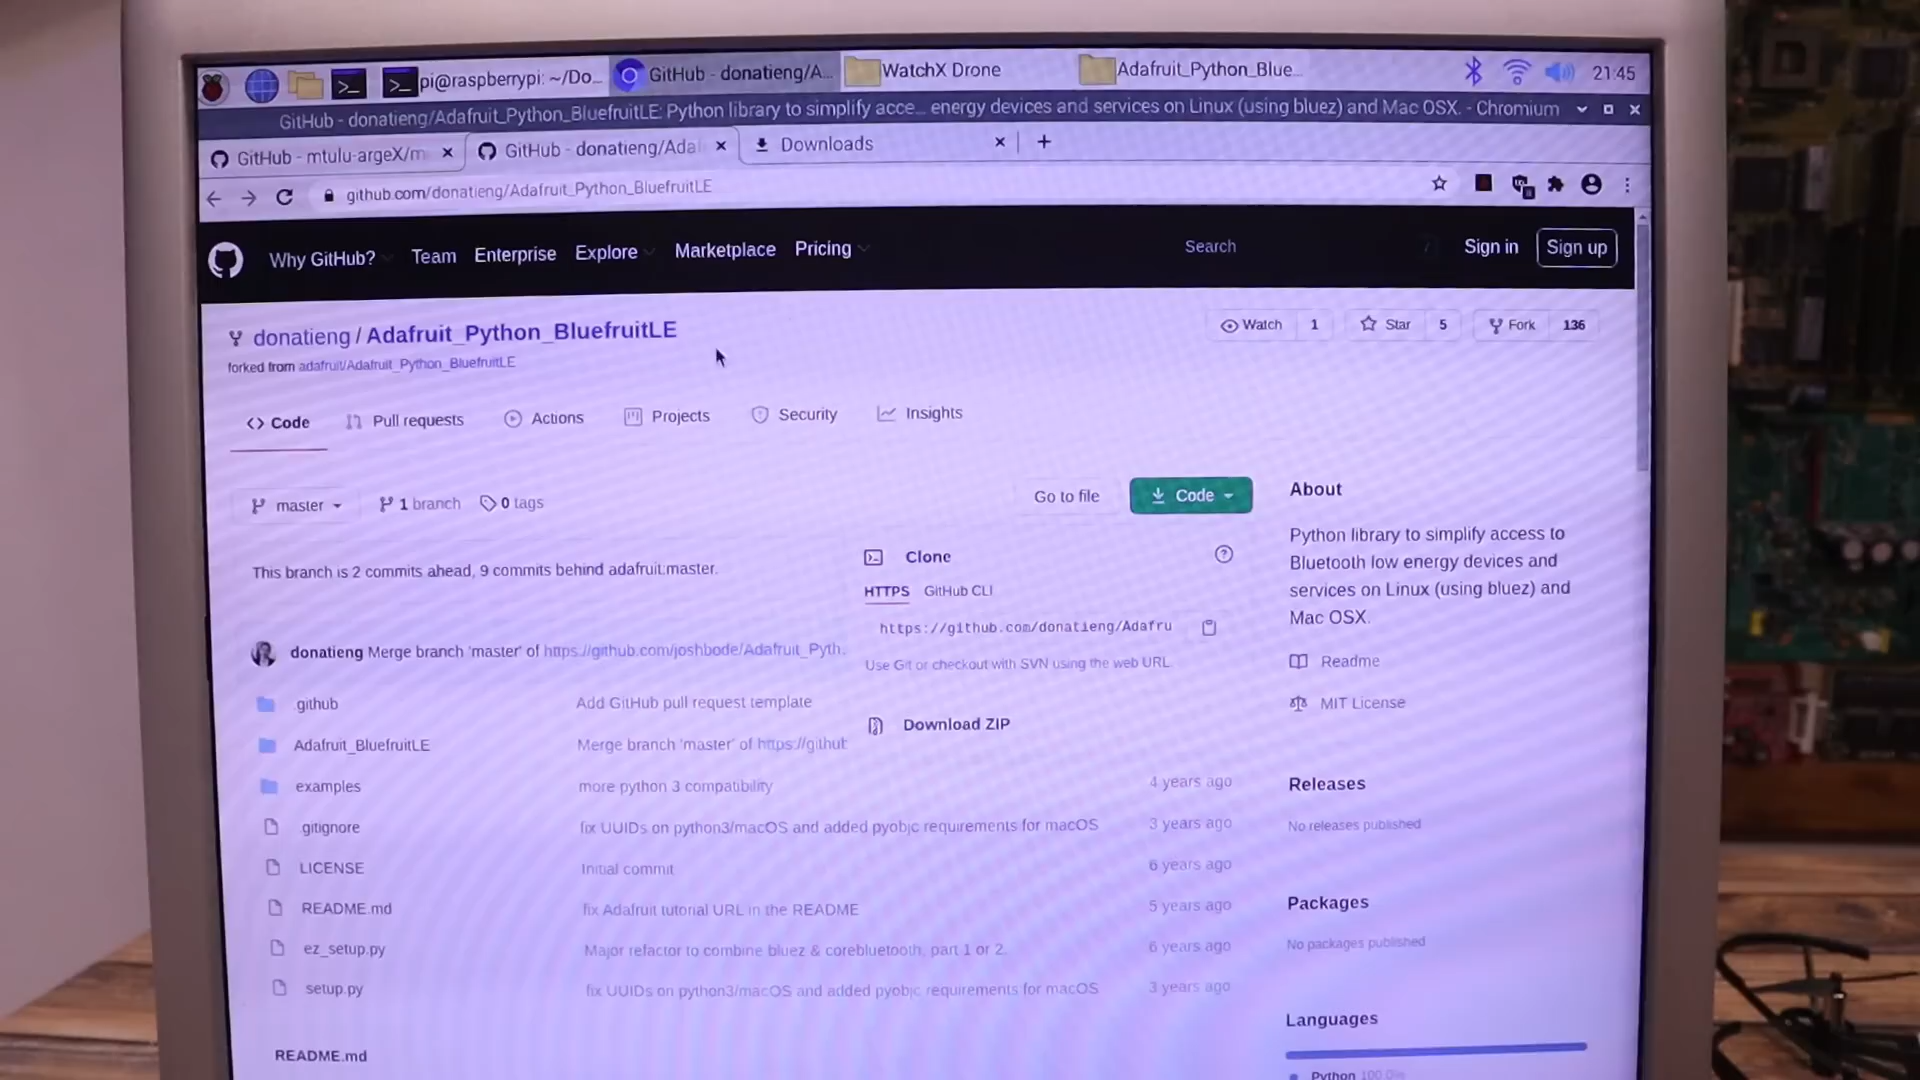 pi@raspberrypi: ~/Do... GitHub - donatieng/A... WatchX Drone Adafruit_Python_Blue... 21:45
GitHub - donatieng/Adafruit_Python_BluefruitLE: Python library to simplify acce... energy devices and services on Linux (using bluez) and Mac OSX. - Chromium
GitHub - mtulu-argeX/m GitHub - donatieng/Adal Downloads
github.com/donatieng/Adafruit_Python_BluefruitLE
Why GitHub? Team Enterprise Explore Marketplace Pricing Search Sign in Sign up
donatieng / Adafruit_Python_BluefruitLE Watch 1 Star 5 Fork 136
forked from adafruit/Adafruit_Python_BluefruitLE
Code Pull requests Actions Projects Security Insights
master 1 branch 0 tags Go to file Code
This branch is 2 commits ahead, 9 commits behind adafruit:master.
Clone
HTTPS GitHub CLI
https://github.com/donatieng/Adafru
Use Git or checkout with SVN using the web URL.
Download ZIP
donatieng Merge branch 'master' of https://github.com/joshbode/Adafruit_Pyth.
.github Add GitHub pull request template
Adafruit_BluefruitLE Merge branch 'master' of https://github
examples more python 3 compatibility 4 years ago
.gitignore fix UUIDs on python3/macOS and added pyobjc requirements for macOS 3 years ago
LICENSE Initial commit 6 years ago
README.md fix Adafruit tutorial URL in the README 5 years ago
ez_setup.py Major refactor to combine bluez & corebluetooth, part 1 or 2. 6 years ago
setup.py fix UUIDs on python3/macOS and added pyobjc requirements for macOS 3 years ago
README.md
About
Python library to simplify access to
Bluetooth low energy devices and
services on Linux (using bluez) and
Mac OSX.
Readme
MIT License
Releases
No releases published
Packages
No packages published
Languages
Python 100.0%